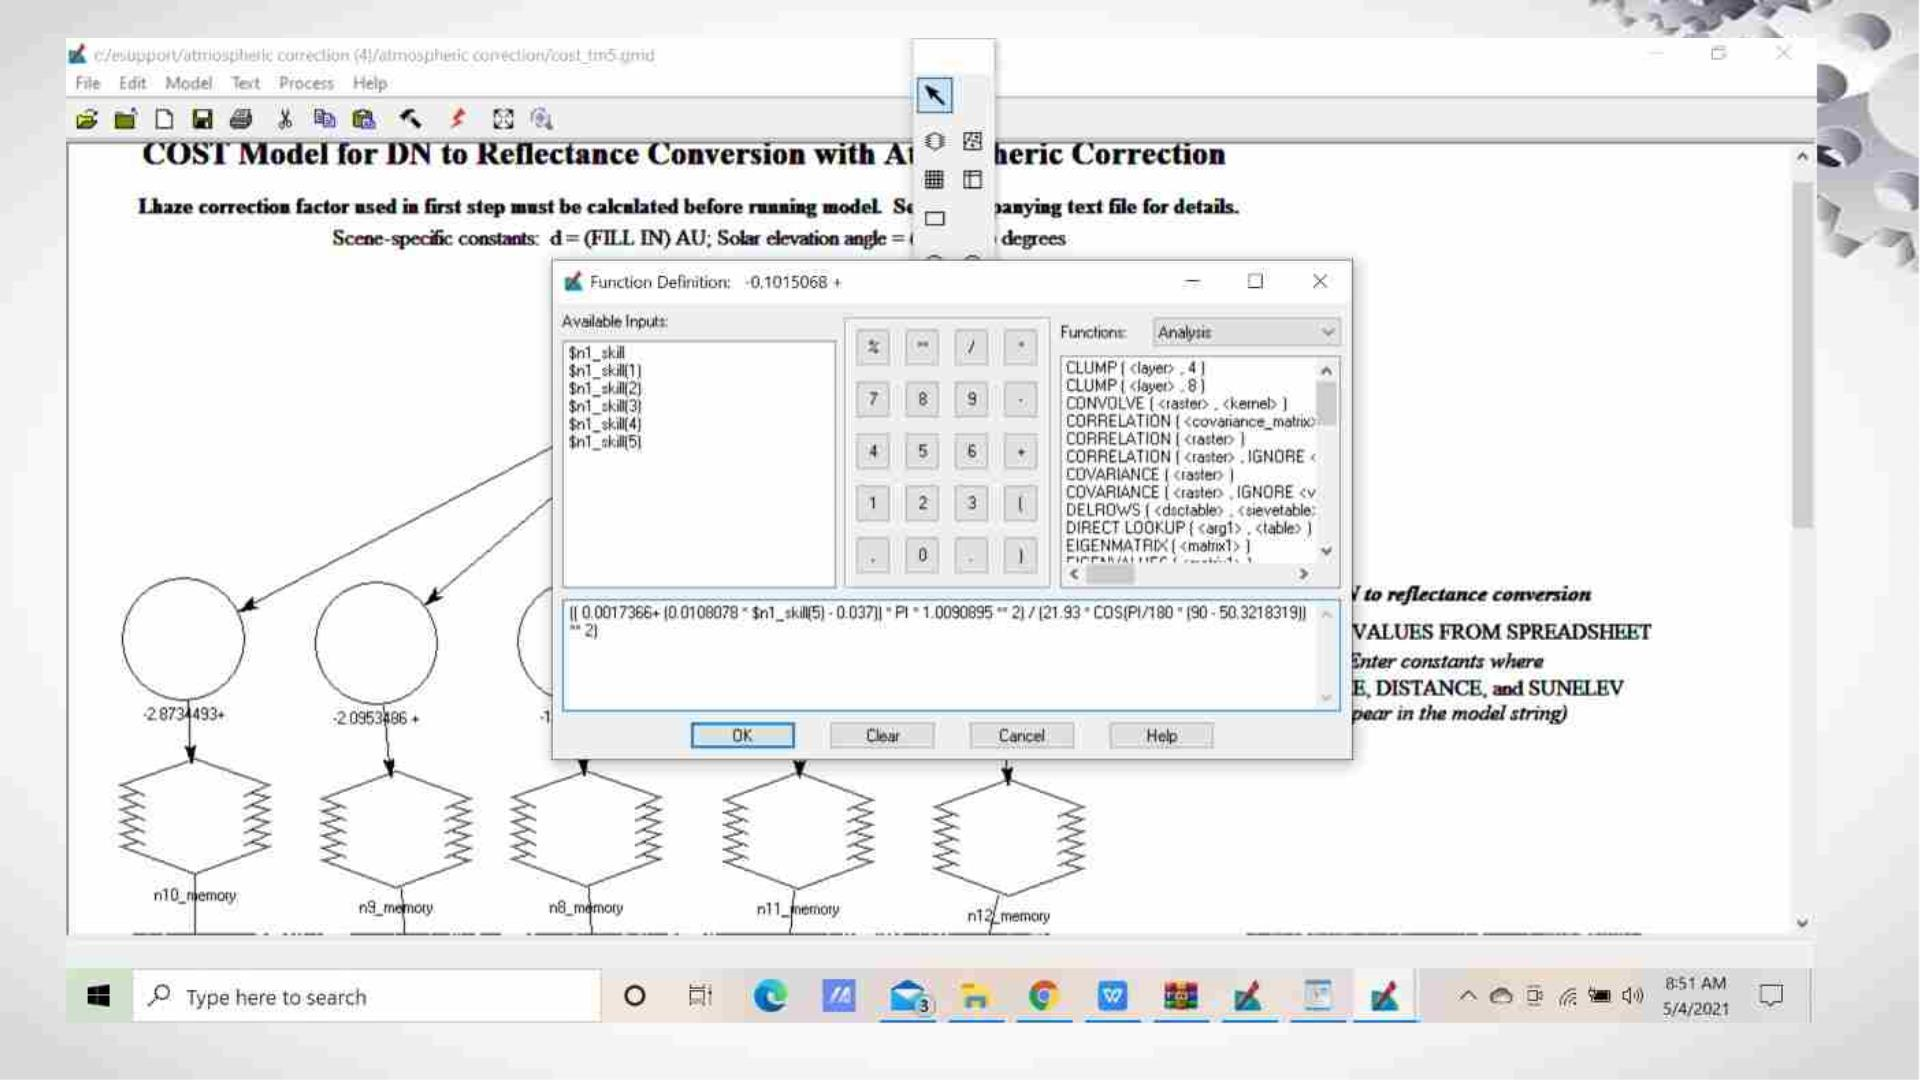 c:/esupport/atmospheric correction (4)/atmospheric correction/cost_tm5.gmd
File Edit Model Text Process Help
COST Model for DN to Reflectance Conversion with At
heric Correction
Lhaze correction factor used in first step must be calculated before running model. Se
panying text file for details.
Scene-specific constants: d = (FILL IN) AU; Solar elevation angle = (
) degrees
Function Definition: -0.1015068 +
Available Inputs:
$n1_skill
$n1_skill(1)
$n1_skill(2)
$n1_skill(3)
$n1_skill(4)
$n1_skill(5)
% ** / *
7 8 9 -
4 5 6 +
1 2 3 (
, 0 . )
Functions: Analysis
CLUMP ( <layer> , 4 )
CLUMP ( <layer> , 8 )
CONVOLVE ( <raster> , <kernel> )
CORRELATION ( <covariance_matrix>
CORRELATION ( <raster> )
CORRELATION ( <raster> , IGNORE <
COVARIANCE ( <raster> )
COVARIANCE ( <raster> , IGNORE <v
DELROWS ( <dsctable> , <sievetable>
DIRECT LOOKUP ( <arg1> , <table> )
EIGENMATRIX ( <matrix1> )
(( 0.0017366+ (0.0108078 * $n1_skill(5) - 0.037)) * PI * 1.0090895 ** 2) / (21.93 * COS(PI/180 * (90 - 50.3218319))
** 2)
OK Clear Cancel Help
to reflectance conversion
VALUES FROM SPREADSHEET
Enter constants where
E, DISTANCE, and SUNELEV
pear in the model string)
-2.8734493+
-2.0953486 +
-1
n10_memory
n9_memory
n8_memory
n11_memory
n12_memory
Type here to search
3
8:51 AM
5/4/2021